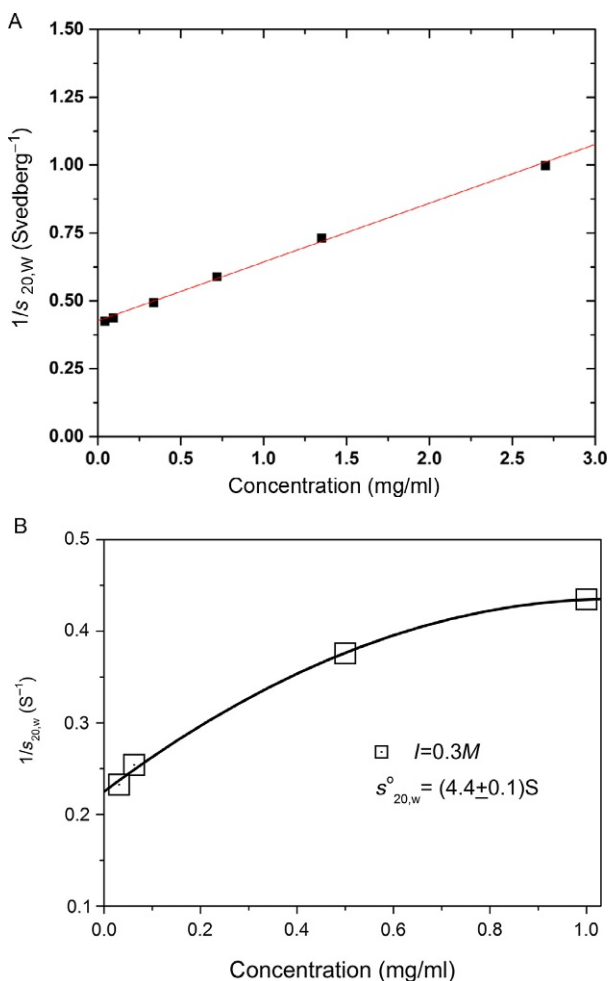 A
1.50
1.25
1.00
0.75
0.50
0.25
0.00
1/s 20,W (Svedberg−1)
0.0 0.5 1.0 1.5 2.0 2.5 3.0
Concentration (mg/ml)
B
0.5
0.4
0.3
0.2
0.1
1/s20,w (S−1)
I=0.3M
so20,w= (4.4±0.1)S
0.0 0.2 0.4 0.6 0.8 1.0
Concentration (mg/ml)